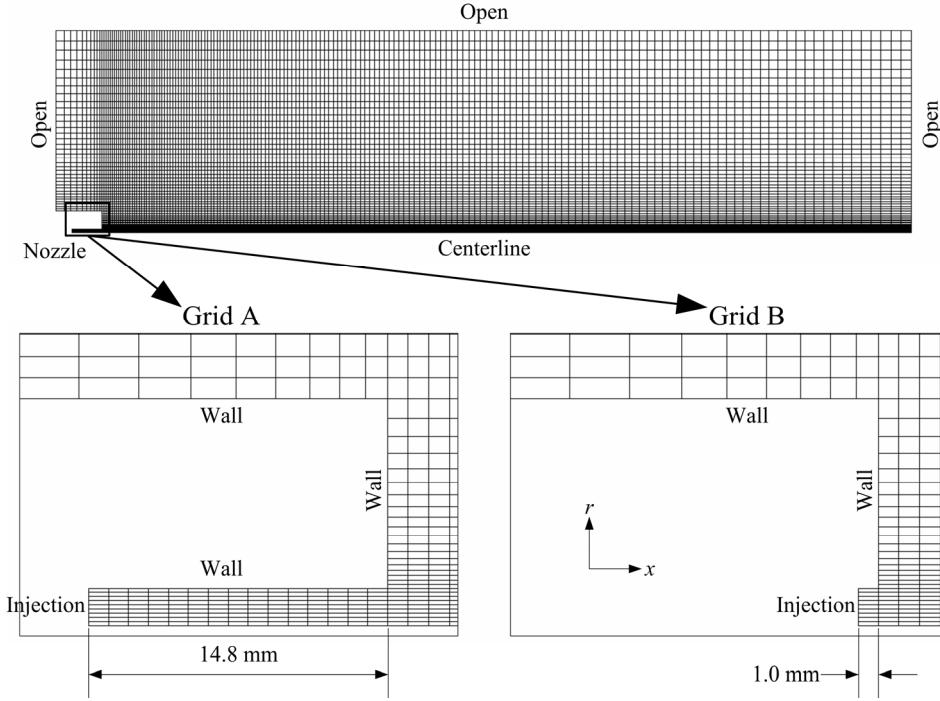 Open
Open
Open
Nozzle
Centerline
Grid A
Grid B
Wall
Wall
Wall
Injection
14.8 mm
Wall
Wall
r
x
Injection
1.0 mm